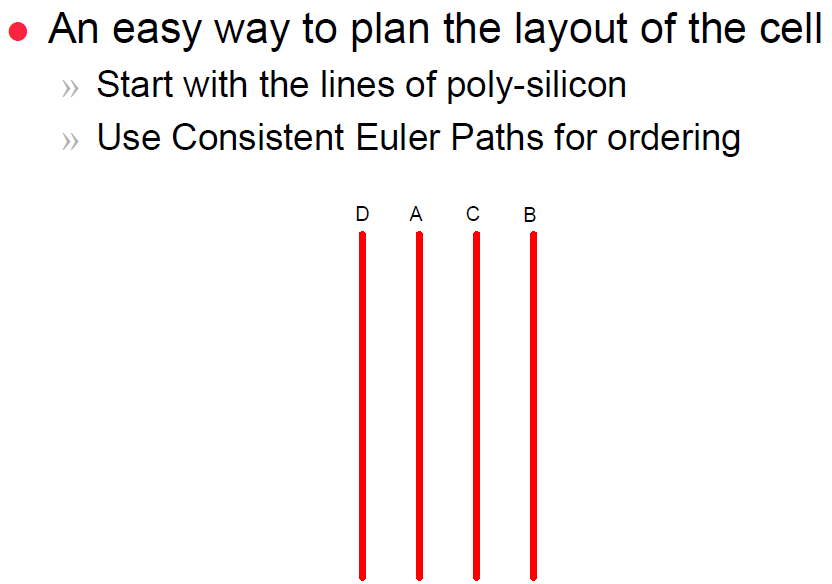 ● An easy way to plan the layout of the cell
» Start with the lines of poly-silicon
» Use Consistent Euler Paths for ordering
D A C B